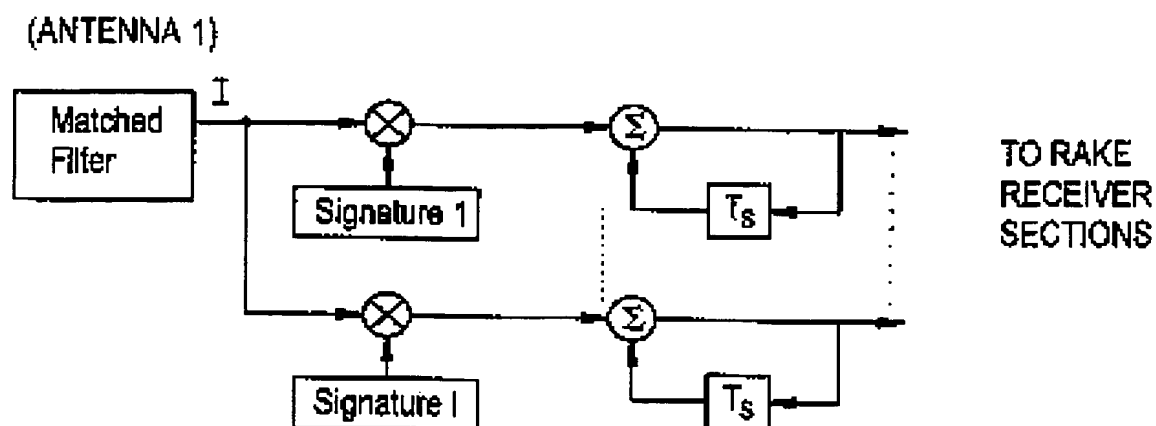 (ANTENNA 1)
I
Matched
Filter
Σ
TO RAKE
RECEIVER
SECTIONS
Signature 1
Ts
Σ
Signature I
Ts